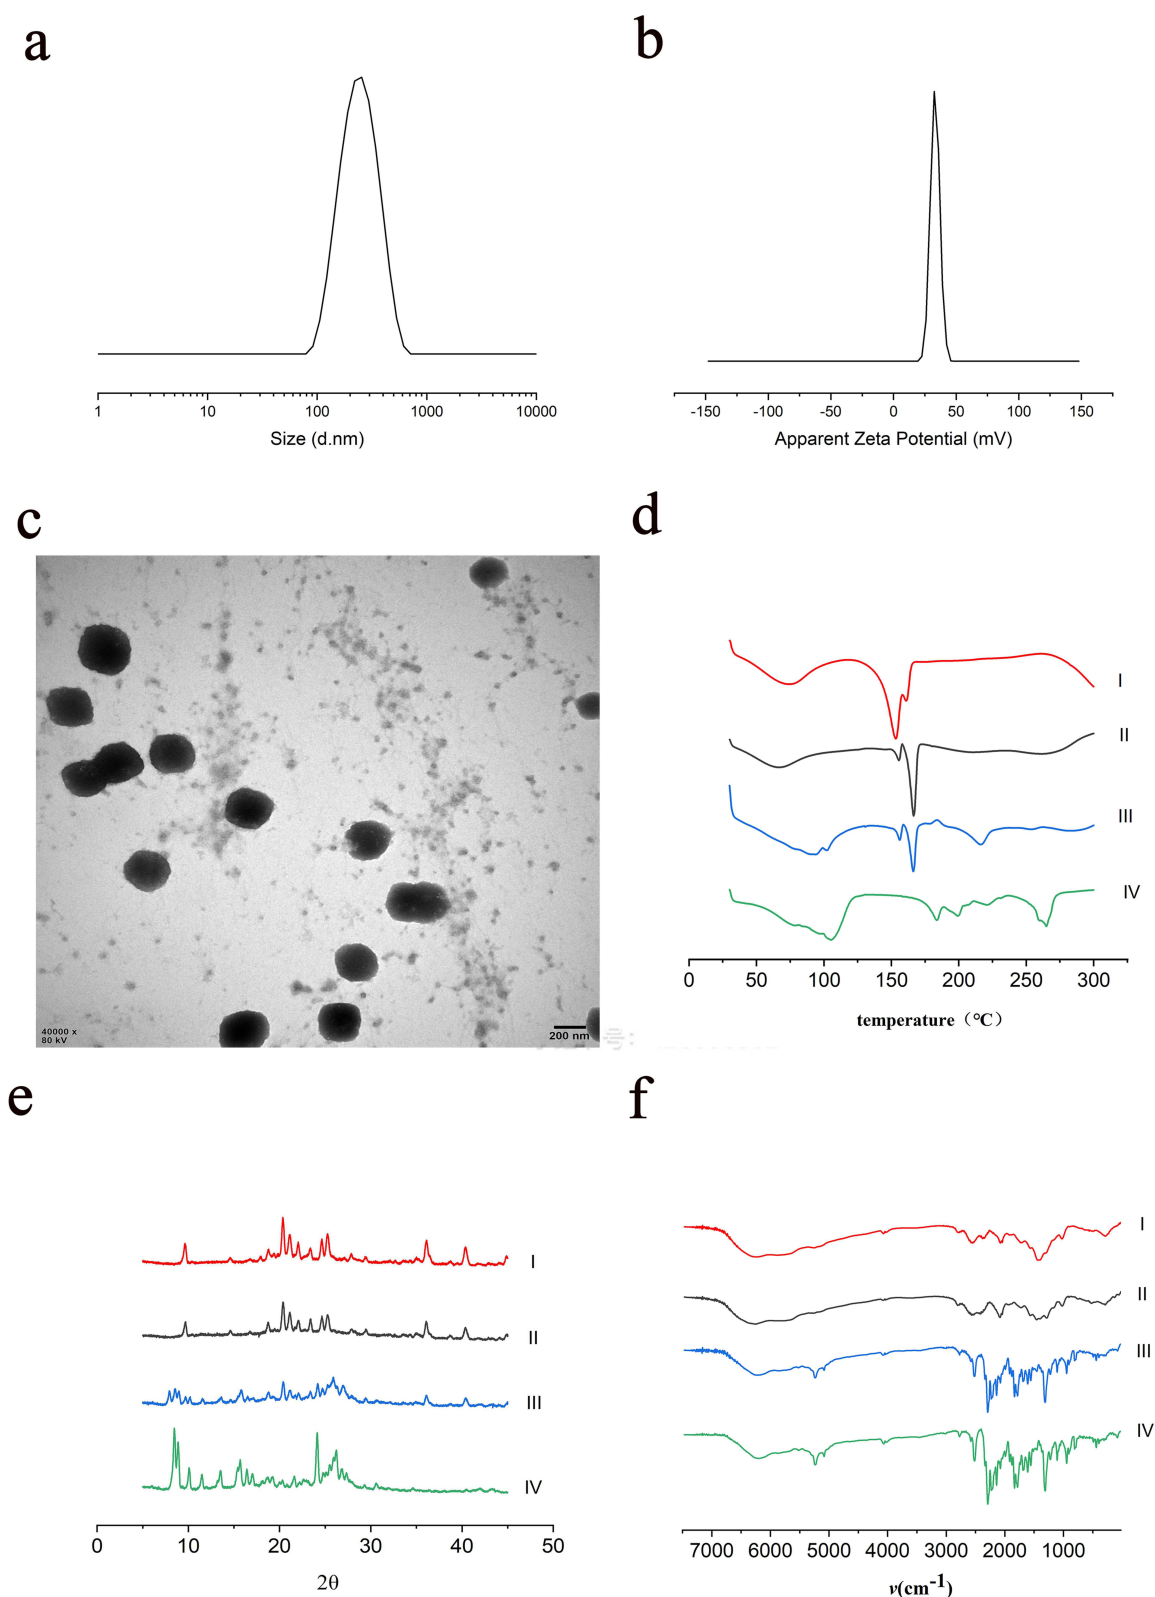 a
b
1 10 100 1000 10000
Size (d.nm)
-150 -100 -50 0 50 100 150
Apparent Zeta Potential (mV)
c
d
40000 x
80 kV
200 nm
号:
I
II
III
IV
0 50 100 150 200 250 300
temperature（℃）
e
f
I
II
III
IV
0 10 20 30 40 50
2θ
I
II
III
IV
7000 6000 5000 4000 3000 2000 1000
ν(cm⁻¹)